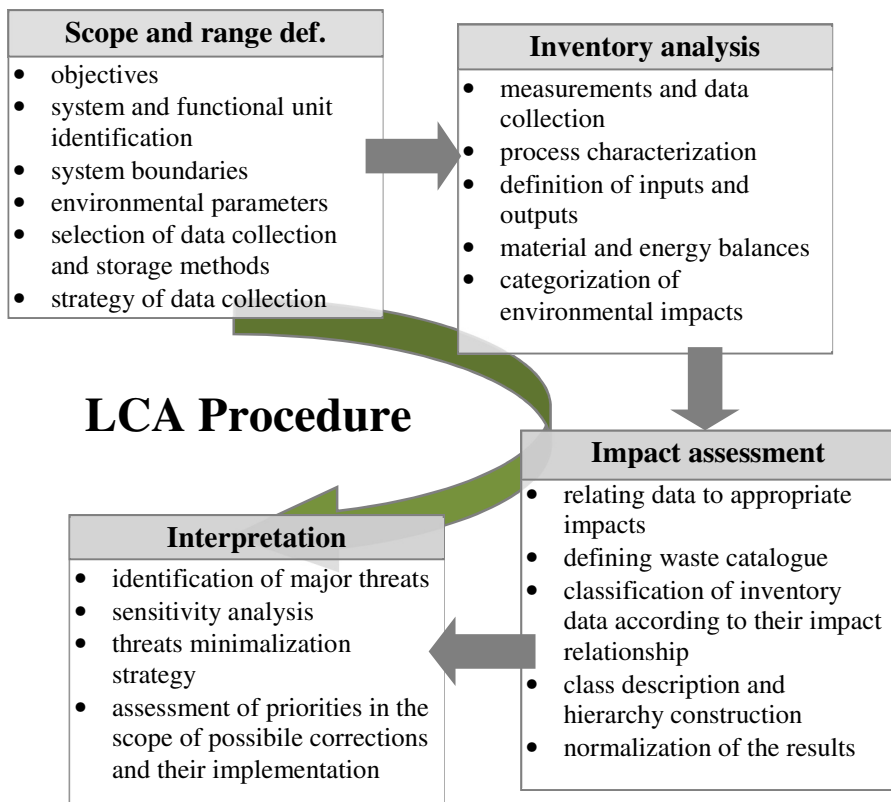 Scope and range def.
• objectives
• system and functional unit
identification
• system boundaries
• environmental parameters
• selection of data collection
and storage methods
• strategy of data collection
Inventory analysis
• measurements and data
collection
• process characterization
• definition of inputs and
outputs
• material and energy balances
• categorization of
environmental impacts
LCA Procedure
Impact assessment
• relating data to appropriate
impacts
• defining waste catalogue
• classification of inventory
data according to their impact
relationship
• class description and
hierarchy construction
• normalization of the results
Interpretation
• identification of major threats
• sensitivity analysis
• threats minimalization
strategy
• assessment of priorities in the
scope of possibile corrections
and their implementation